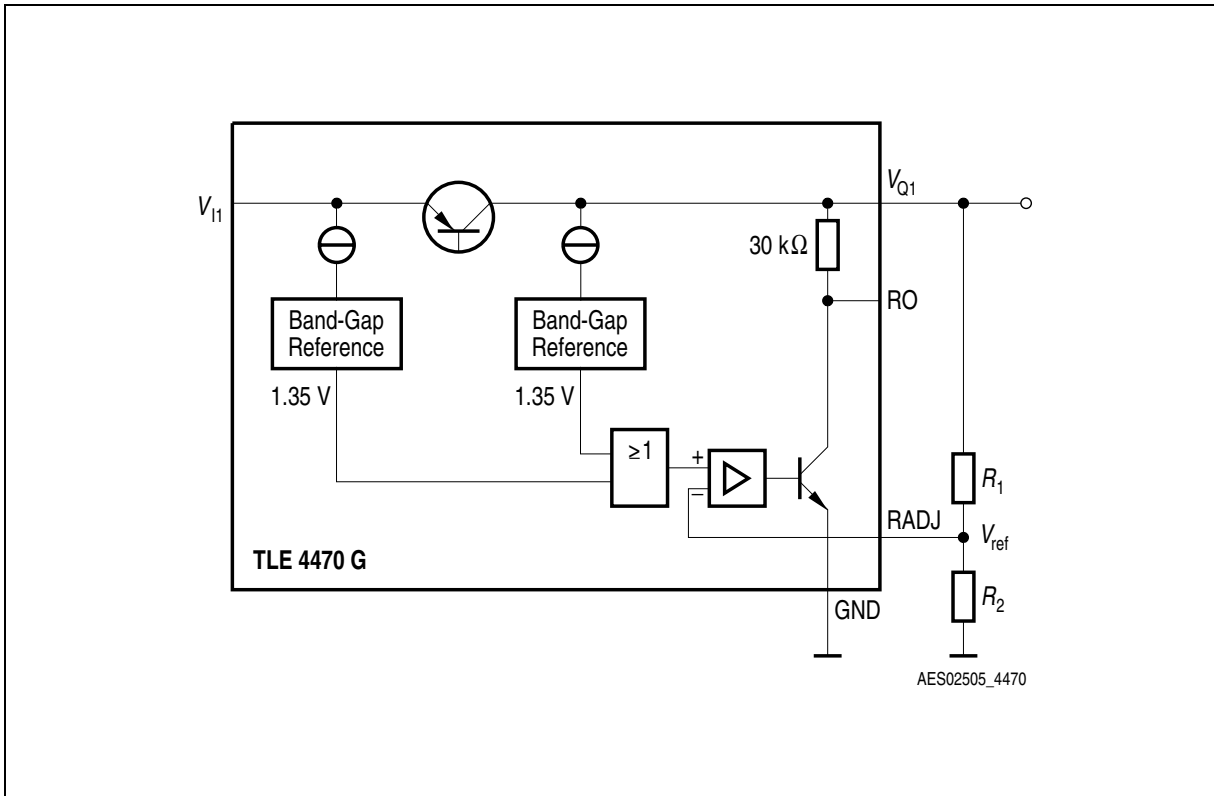 V_I1
V_Q1
30 kΩ
RO
Band-Gap
Reference
Band-Gap
Reference
1.35 V
1.35 V
≥1
+
–
R_1
RADJ
V_ref
TLE 4470 G
R_2
GND
AES02505_4470